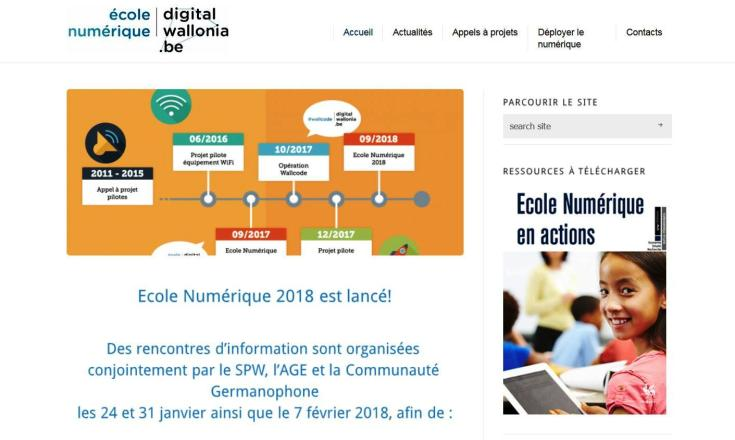 école
numérique
digital
wallonia
.be
Accueil
Actualités
Appels à projets
Déployer le
numérique
Contacts
#wallcode
digital
wallonia
.be
06/2016
Projet pilote
équipement WiFi
10/2017
Opération
Wallcode
09/2018
Ecole Numérique
2018
2011 - 2015
Appel à projet
pilotes
09/2017
Ecole Numérique
12/2017
Projet pilote
Ecole Numérique 2018 est lancé!
Des rencontres d’information sont organisées
conjointement par le SPW, l’AGE et la Communauté
Germanophone
les 24 et 31 janvier ainsi que le 7 février 2018, afin de :
PARCOURIR LE SITE
search site
RESSOURCES À TÉLÉCHARGER
Ecole Numérique
en actions